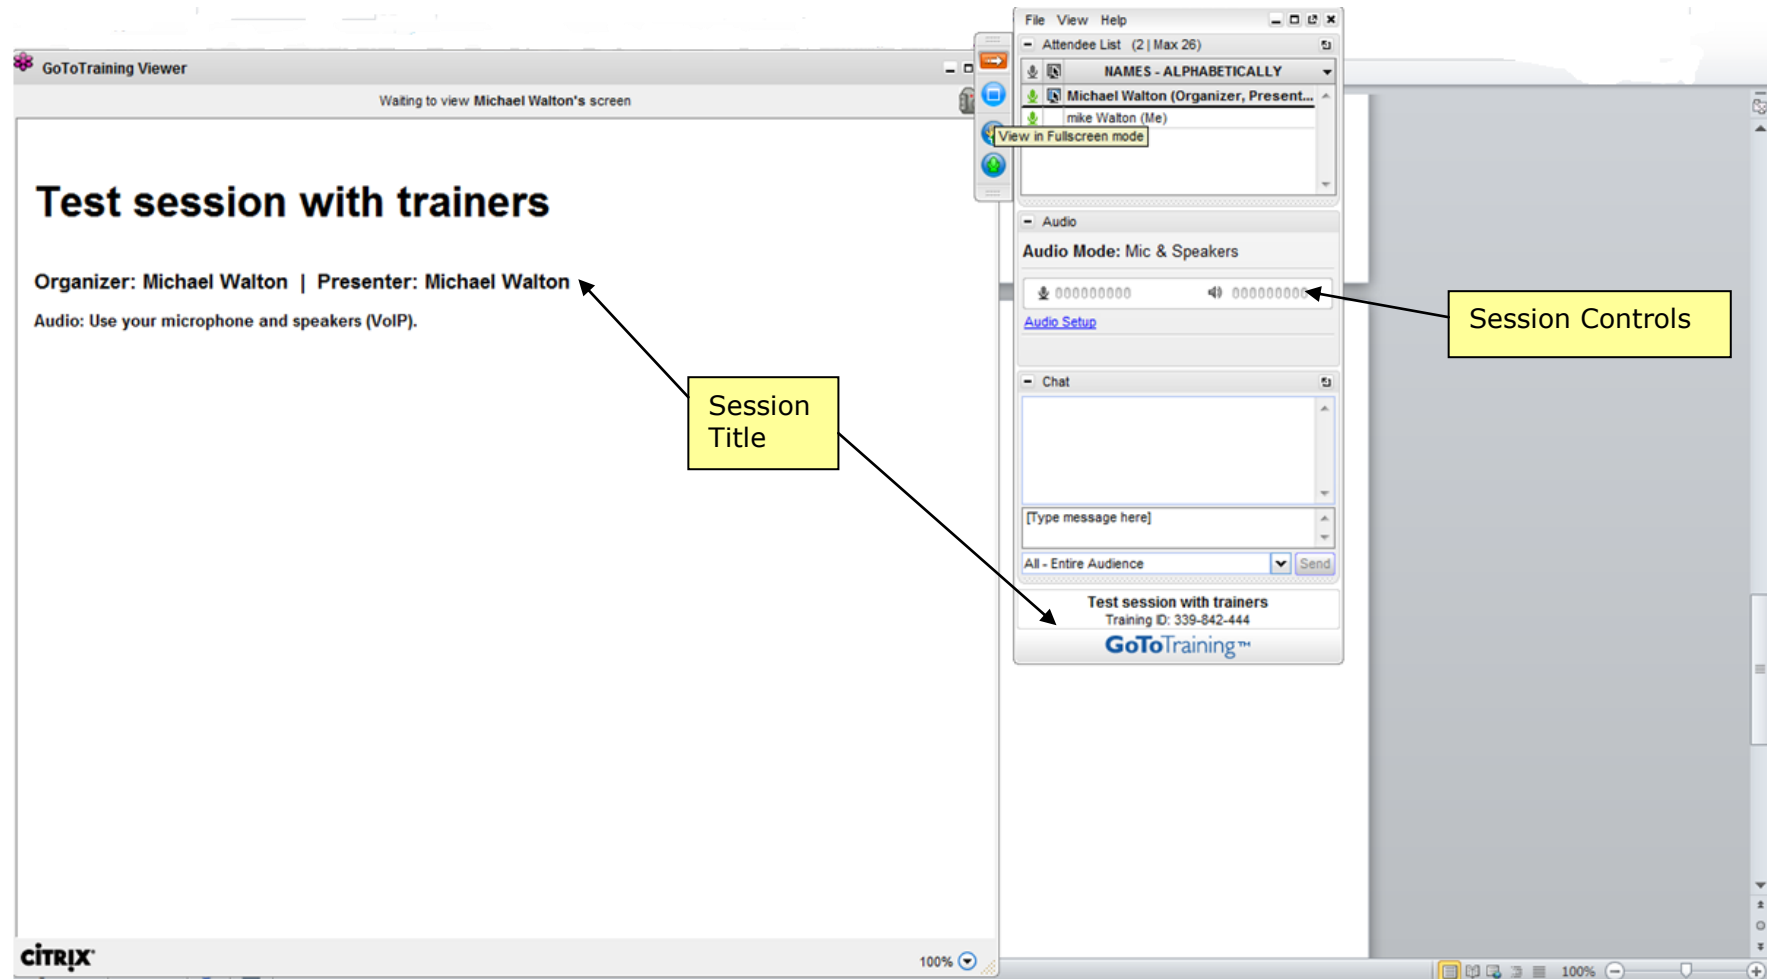 GoToTraining Viewer
Waiting to view Michael Walton's screen
Test session with trainers
Organizer: Michael Walton | Presenter: Michael Walton
Audio: Use your microphone and speakers (VoIP).
Session
Title
CİTRIX
100%
File View Help
Attendee List (2 | Max 26)
NAMES - ALPHABETICALLY
Michael Walton (Organizer, Present...
mike Walton (Me)
View in Fullscreen mode
Audio
Audio Mode: Mic & Speakers
Audio Setup
Session Controls
Chat
[Type message here]
All - Entire Audience
Send
Test session with trainers
Training ID: 339-842-444
GoToTraining™
100%